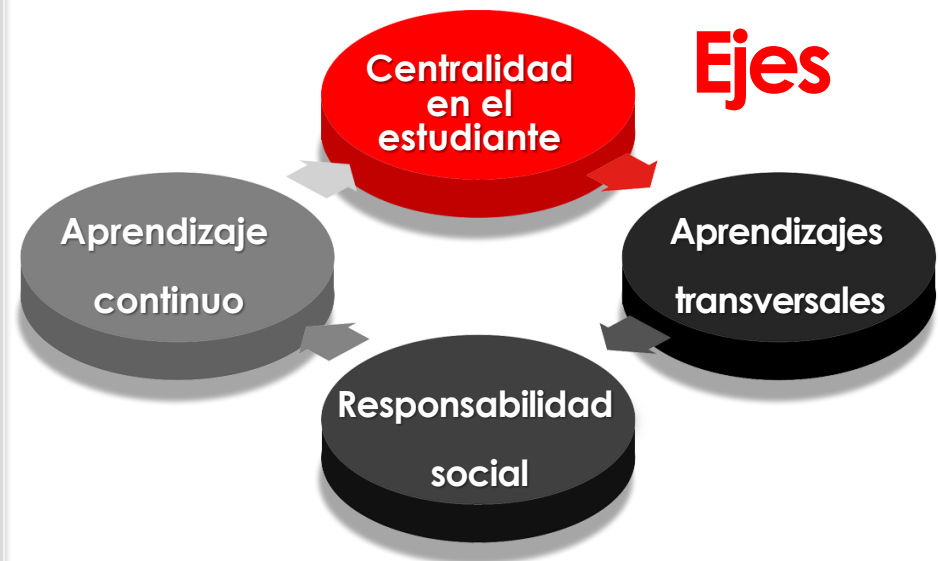 Ejes
Centralidad
en el
estudiante
Aprendizajes
transversales
Responsabilidad
social
Aprendizaje
continuo